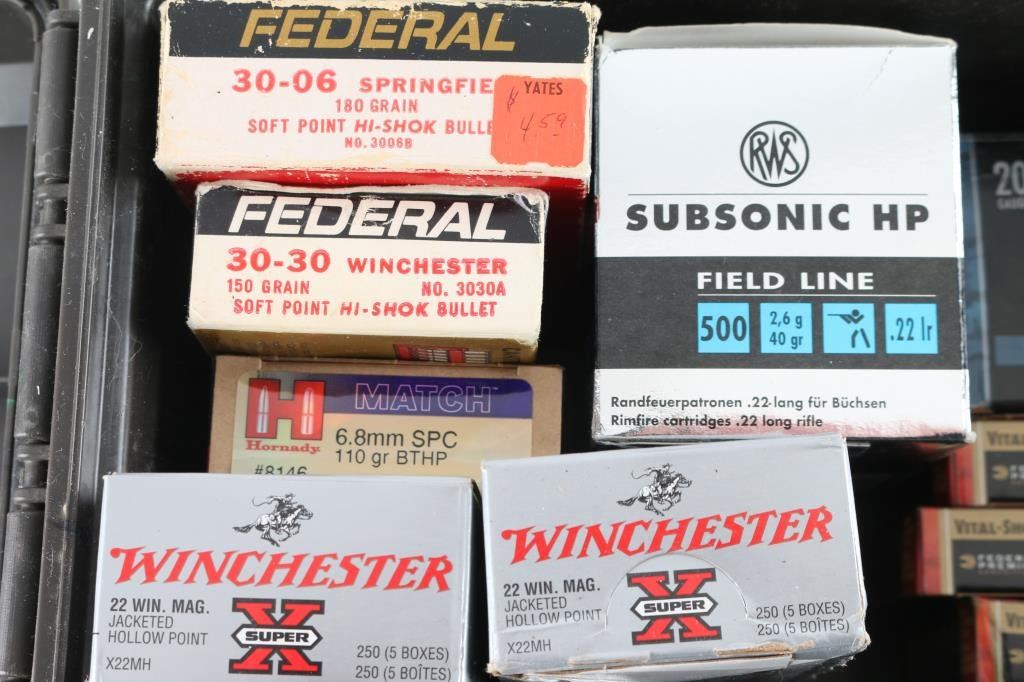 FEDERAL
30-06 SPRINGFIE
180 GRAIN
SOFT POINT HI-SHOK BULLE
NO. 3006B
YATES
$ 4.59
FEDERAL
30-30 WINCHESTER
150 GRAIN NO. 3030A
SOFT POINT HI-SHOK BULLET
H
Hornady
MATCH™
6.8mm SPC
110 gr BTHP
#8146
RWS
SUBSONIC HP
FIELD LINE
500
2,6 g
40 gr
.22 lr
Randfeuerpatronen .22-lang für Büchsen
Rimfire cartridges .22 long rifle
WINCHESTER
22 WIN. MAG.
JACKETED
HOLLOW POINT
X22MH
X
SUPER
250 (5 BOXES)
250 (5 BOÎTES)
WINCHESTER
22 WIN. MAG.
JACKETED
HOLLOW POINT
X22MH
X
SUPER
250 (5 BOXES)
250 (5 BOÎTES)
20
VITAL-SH
FEDER
PREMI